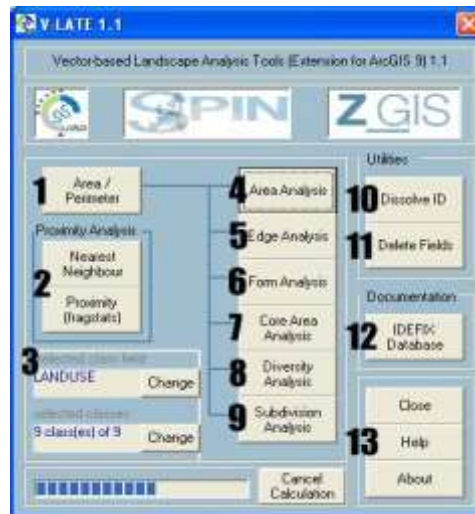 V-LATE 1.1
Vector-based Landscape Analysis Tools (Extension for ArcGIS 9) 1.1
SPIN
Z_GIS
1
Area /
Perimeter
Proximity Analysis
2
Nearest
Neighbour
Proximity
(fragstats)
3
selected class field
LANDUSE
Change
selected classes
9 class(es) of 9
Change
4
Area Analysis
5
Edge Analysis
6
Form Analysis
7
Core Area
Analysis
8
Diversity
Analysis
9
Subdivision
Analysis
Cancel
Calculation
Utilities
10
Dissolve ID
11
Delete Fields
Documentation
12
IDEFIX
Database
Close
13
Help
About